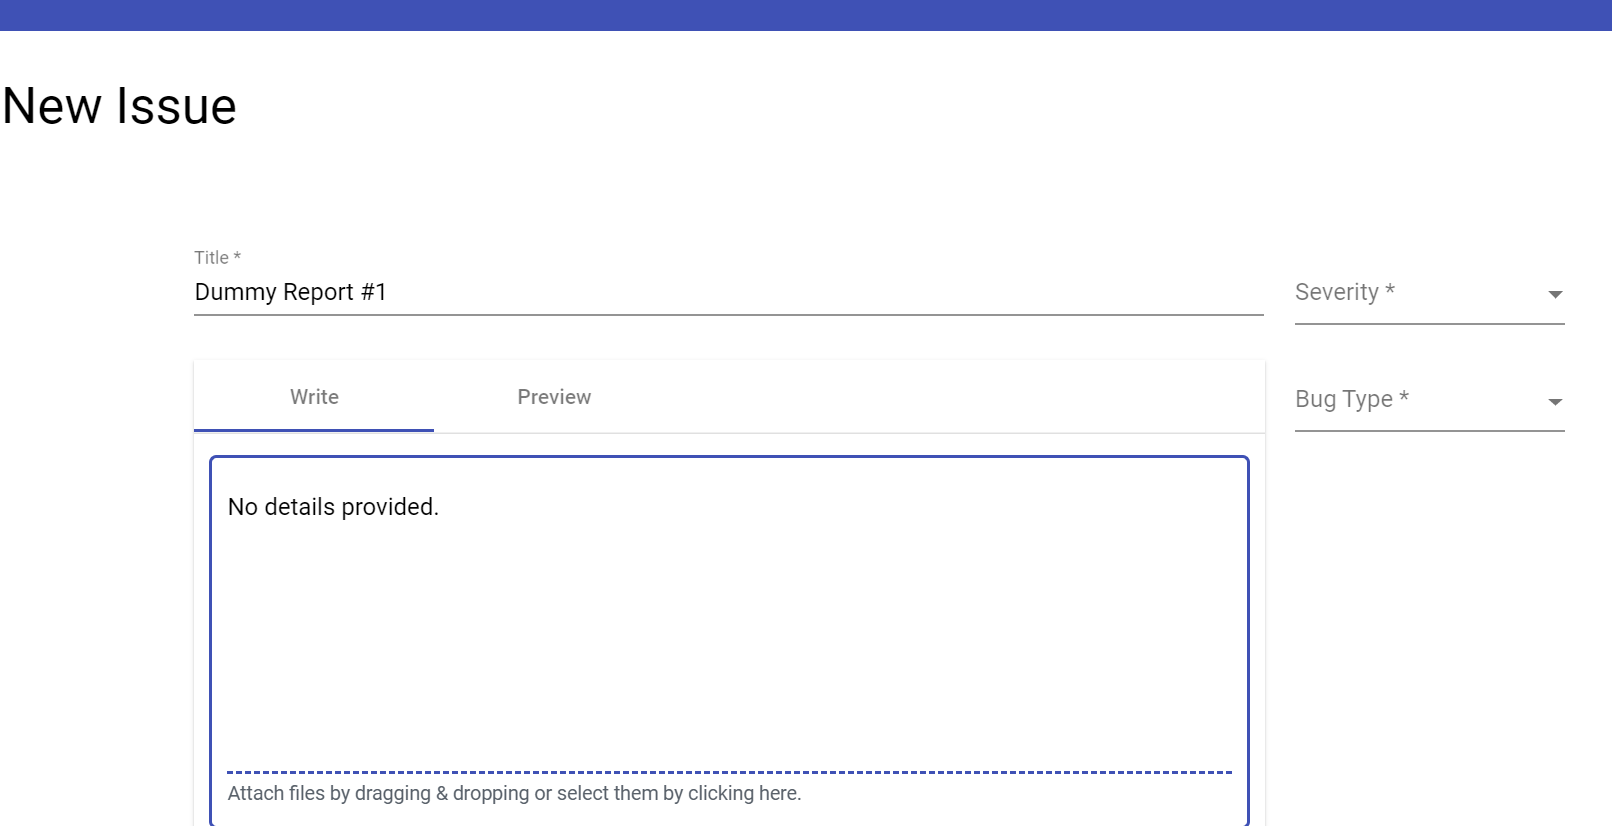 New Issue
Title *
Dummy Report #1
Severity *
Write
Preview
Bug Type *
No details provided.
Attach files by dragging & dropping or select them by clicking here.